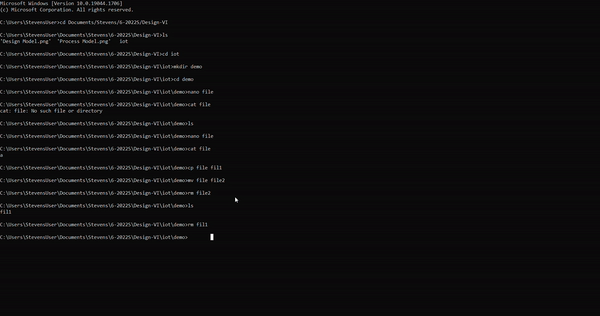 Microsoft Windows [Version 10.0.19044.1706]
(c) Microsoft Corporation. All rights reserved.
C:\Users\StevensUser>cd Documents/Stevens/6-2022S/Design-VI
C:\Users\StevensUser\Documents\Stevens\6-2022S\Design-VI>ls
'Design Model.png'  'Process Model.png'   iot
C:\Users\StevensUser\Documents\Stevens\6-2022S\Design-VI>cd iot
C:\Users\StevensUser\Documents\Stevens\6-2022S\Design-VI\iot>mkdir demo
C:\Users\StevensUser\Documents\Stevens\6-2022S\Design-VI\iot>cd demo
C:\Users\StevensUser\Documents\Stevens\6-2022S\Design-VI\iot\demo>nano file
C:\Users\StevensUser\Documents\Stevens\6-2022S\Design-VI\iot\demo>cat file
cat: file: No such file or directory
C:\Users\StevensUser\Documents\Stevens\6-2022S\Design-VI\iot\demo>ls
C:\Users\StevensUser\Documents\Stevens\6-2022S\Design-VI\iot\demo>nano file
C:\Users\StevensUser\Documents\Stevens\6-2022S\Design-VI\iot\demo>cat file
C:\Users\StevensUser\Documents\Stevens\6-2022S\Design-VI\iot\demo>cp file fil1
C:\Users\StevensUser\Documents\Stevens\6-2022S\Design-VI\iot\demo>mv file file2
C:\Users\StevensUser\Documents\Stevens\6-2022S\Design-VI\iot\demo>rm file2
C:\Users\StevensUser\Documents\Stevens\6-2022S\Design-VI\iot\demo>ls
fil1
C:\Users\StevensUser\Documents\Stevens\6-2022S\Design-VI\iot\demo>rm fil1
C:\Users\StevensUser\Documents\Stevens\6-2022S\Design-VI\iot\demo>